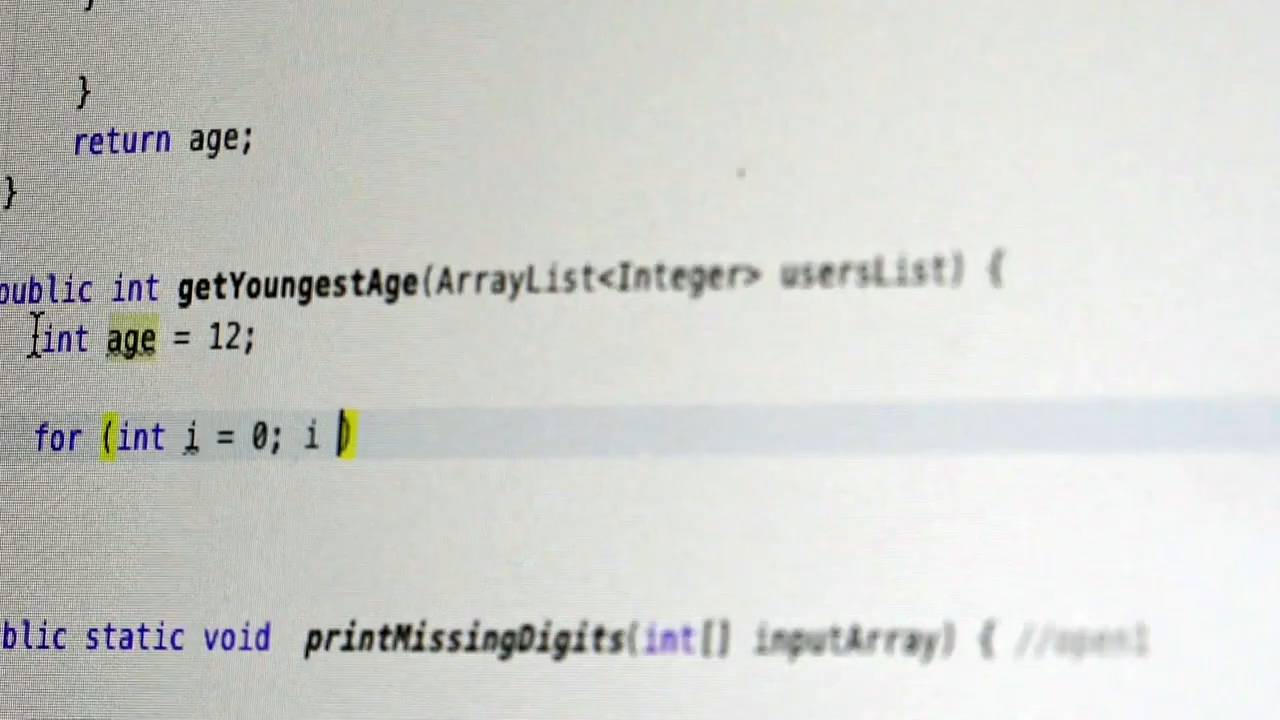 }
}
return age;
}
public int getYoungestAge(ArrayList<Integer> usersList) {
int age = 12;
for (int i = 0; i )
blic static void printMissingDigits(int[] inputArray) { //open1